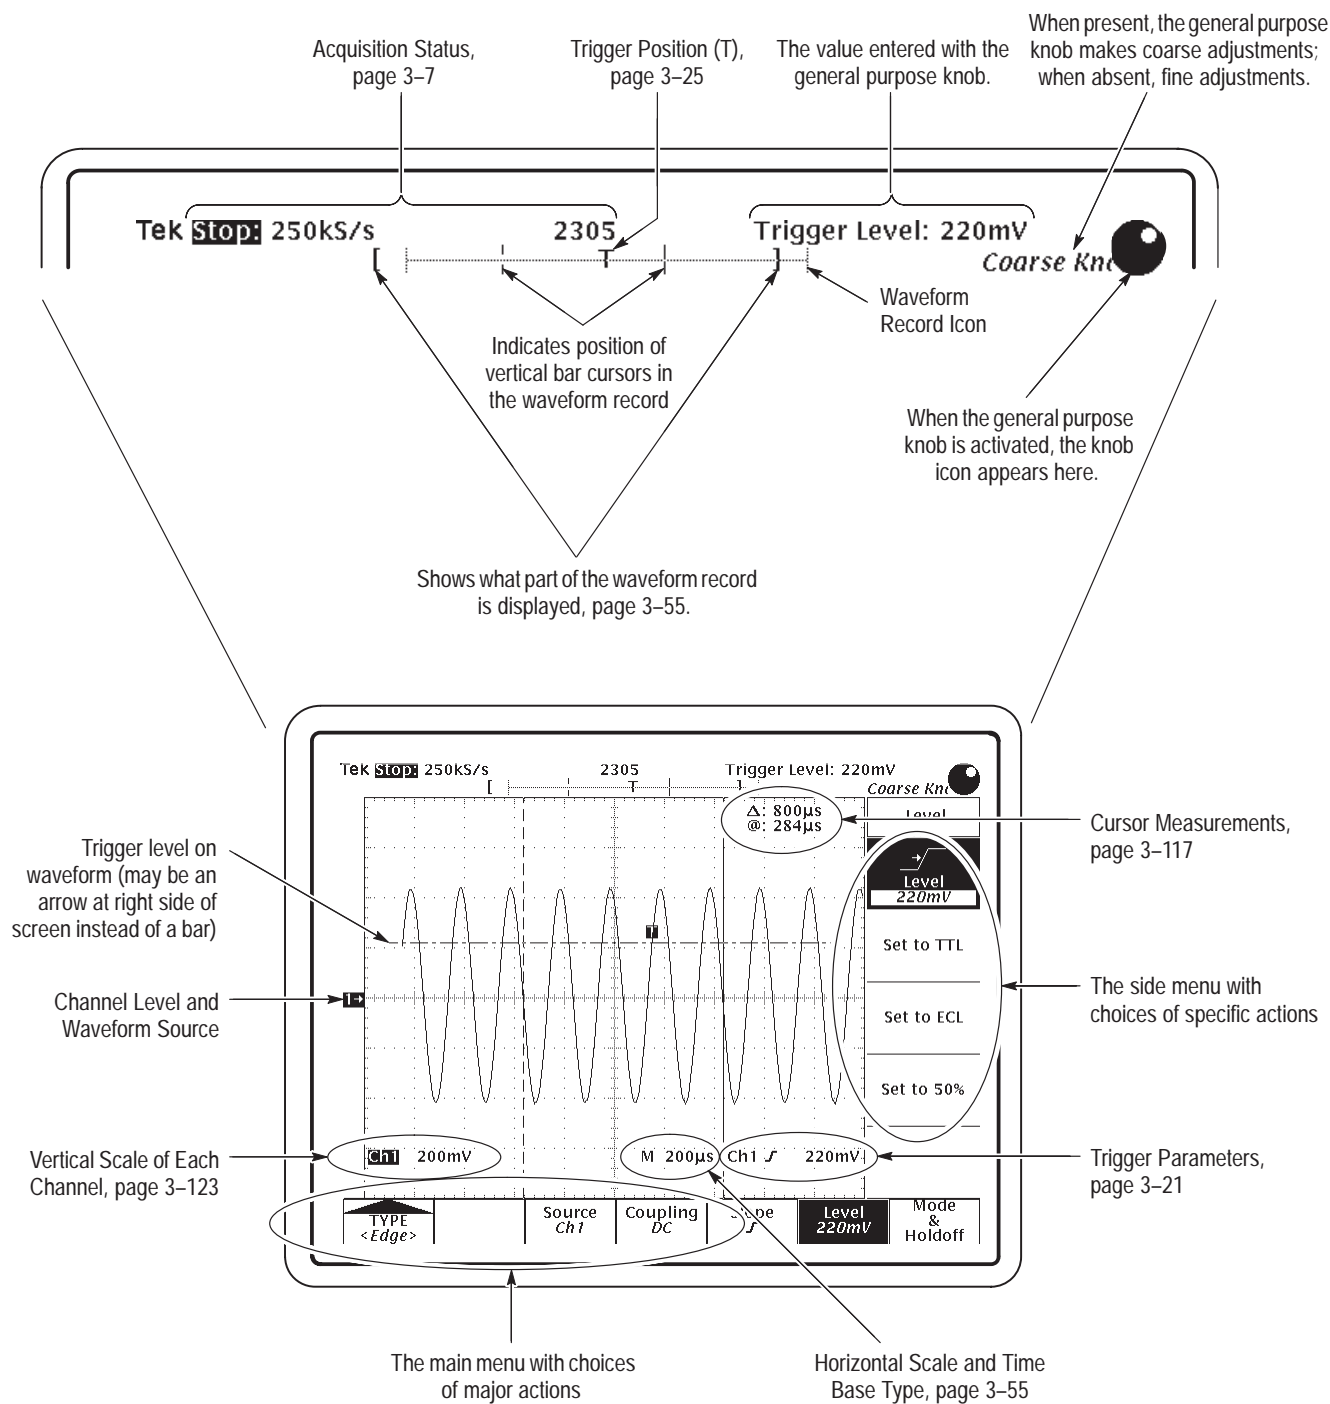 Acquisition Status,
page 3–7
Trigger Position (T),
page 3–25
The value entered with the
general purpose knob.
When present, the general purpose
knob makes coarse adjustments;
when absent, fine adjustments.
Tek Stop: 250kS/s
2305
Trigger Level: 220mV
[ T ]
Coarse Kn
Waveform
Record Icon
Indicates position of
vertical bar cursors in
the waveform record
When the general purpose
knob is activated, the knob
icon appears here.
Shows what part of the waveform record
is displayed, page 3–55.
Tek Stop: 250kS/s
2305
Trigger Level: 220mV
[ T ]
Coarse Kn
Δ: 800µs
@: 284µs
Level
Cursor Measurements,
page 3–117
Trigger level on
waveform (may be an
arrow at right side of
screen instead of a bar)
Level
220mV
T
Set to TTL
Channel Level and
Waveform Source
1→
The side menu with
choices of specific actions
Set to ECL
Set to 50%
Vertical Scale of Each
Channel, page 3–123
Ch1 200mV
M 200µs
Ch1 220mV
Trigger Parameters,
page 3–21
TYPE
<Edge>
Source
Ch1
Coupling
DC
Slope
Level
220mV
Mode
&
Holdoff
The main menu with choices
of major actions
Horizontal Scale and Time
Base Type, page 3–55